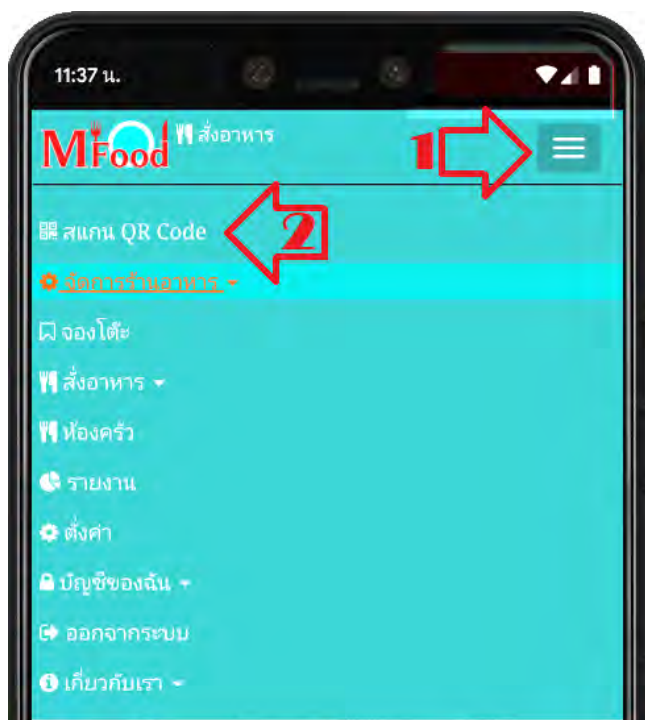 11:37 น.
MFood สั่งอาหาร
1
สแกน QR Code
2
จัดการร้านอาหาร
จองโต๊ะ
สั่งอาหาร
ห้องครัว
รายงาน
ตั่งค่า
บัญชีของฉัน
ออกจากระบบ
เกี่ยวกับเรา